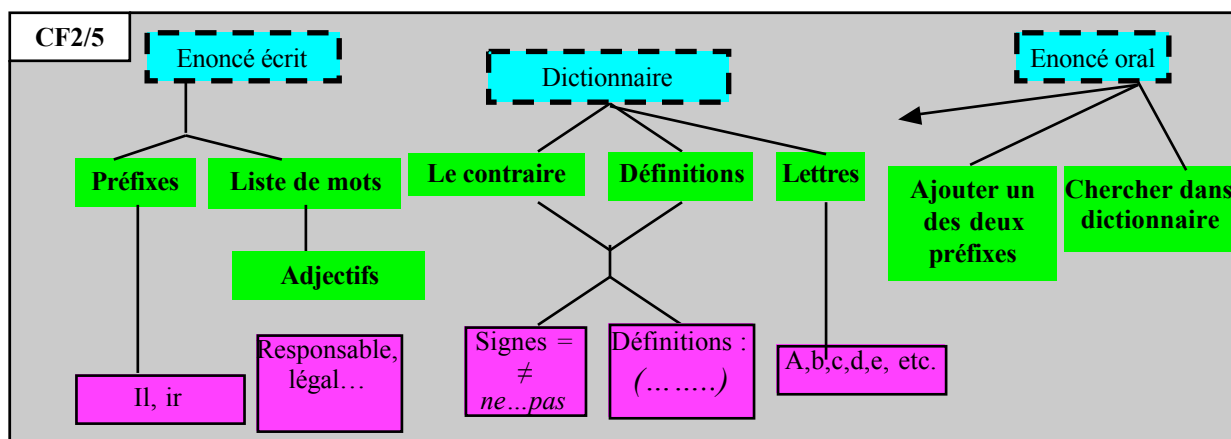 CF2/5
Enoncé écrit
Dictionnaire
Enoncé oral
Préfixes
Liste de mots
Le contraire
Définitions
Lettres
Ajouter un
des deux
préfixes
Chercher dans
dictionnaire
Adjectifs
Il, ir
Responsable,
légal…
Signes =
≠
ne…pas
Définitions :
(……..)
A,b,c,d,e, etc.